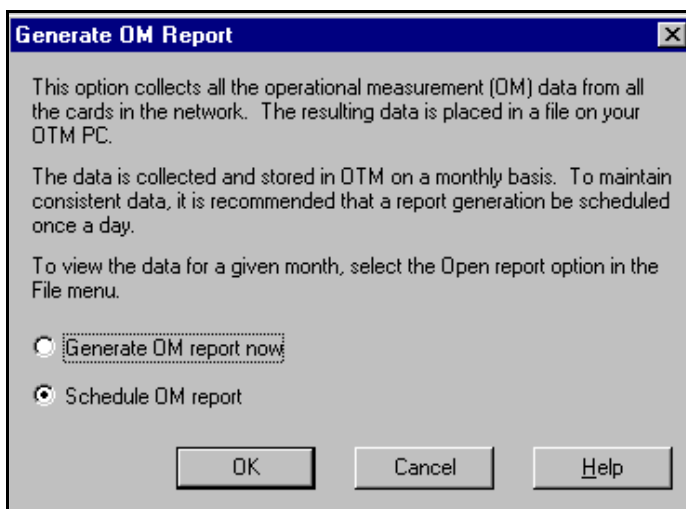 Generate OM Report
This option collects all the operational measurement (OM) data from all
the cards in the network. The resulting data is placed in a file on your
OTM PC.
The data is collected and stored in OTM on a monthly basis. To maintain
consistent data, it is recommended that a report generation be scheduled
once a day.
To view the data for a given month, select the Open report option in the
File menu.
Generate OM report now
Schedule OM report
OK Cancel Help